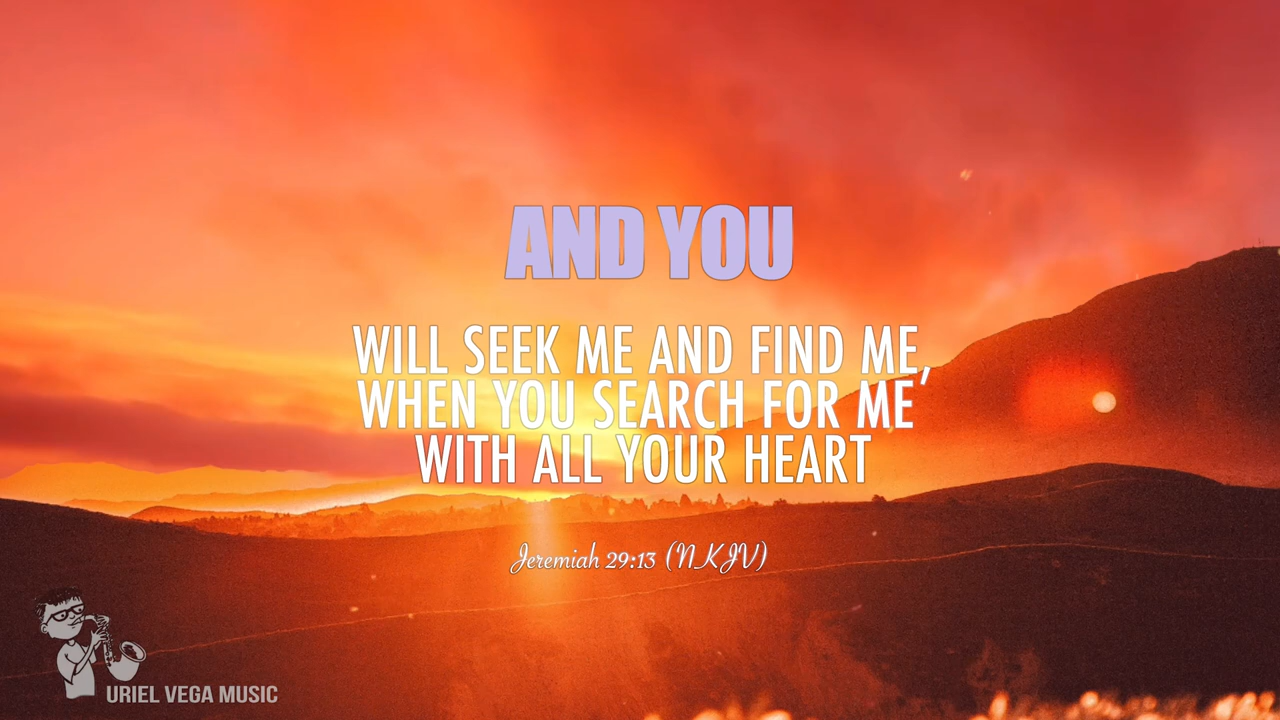 AND YOU
WILL SEEK ME AND FIND ME,
WHEN YOU SEARCH FOR ME
WITH ALL YOUR HEART
Jeremiah 29:13 (NKJV)
URIEL VEGA MUSIC